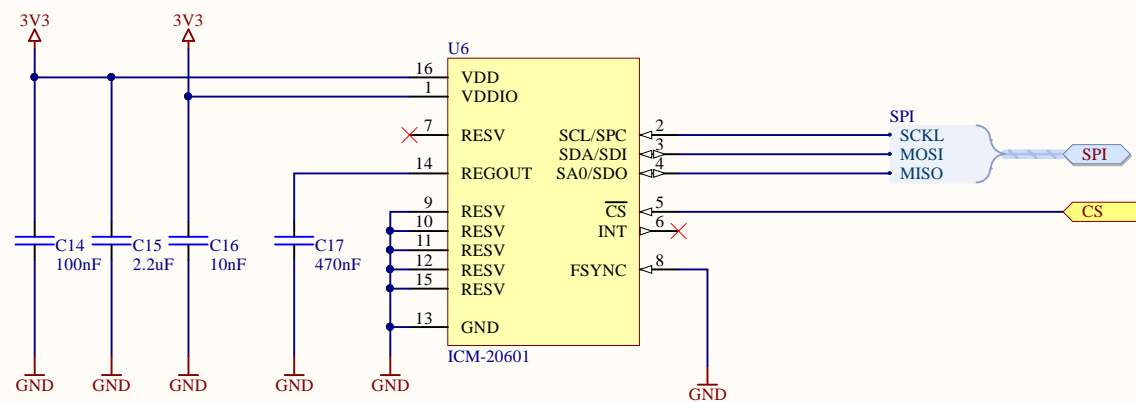 3V3
3V3
U6
16 VDD
1 VDDIO
7 RESV
14 REGOUT
9 RESV
10 RESV
11 RESV
12 RESV
15 RESV
13 GND
SCL/SPC 2
SDA/SDI 3
SA0/SDO 4
CS 5
INT 6
FSYNC 8
ICM-20601
SPI
SCKL
MOSI
MISO
SPI
CS
C14
100nF
C15
2.2uF
C16
10nF
C17
470nF
GND
GND
GND
GND
GND
GND